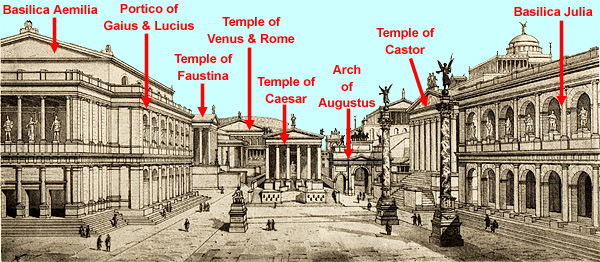 Basilica Aemilia
Portico of
Gaius & Lucius
Temple of
Faustina
Temple of
Venus & Rome
Temple of
Caesar
Arch
of
Augustus
Temple of
Castor
Basilica Julia